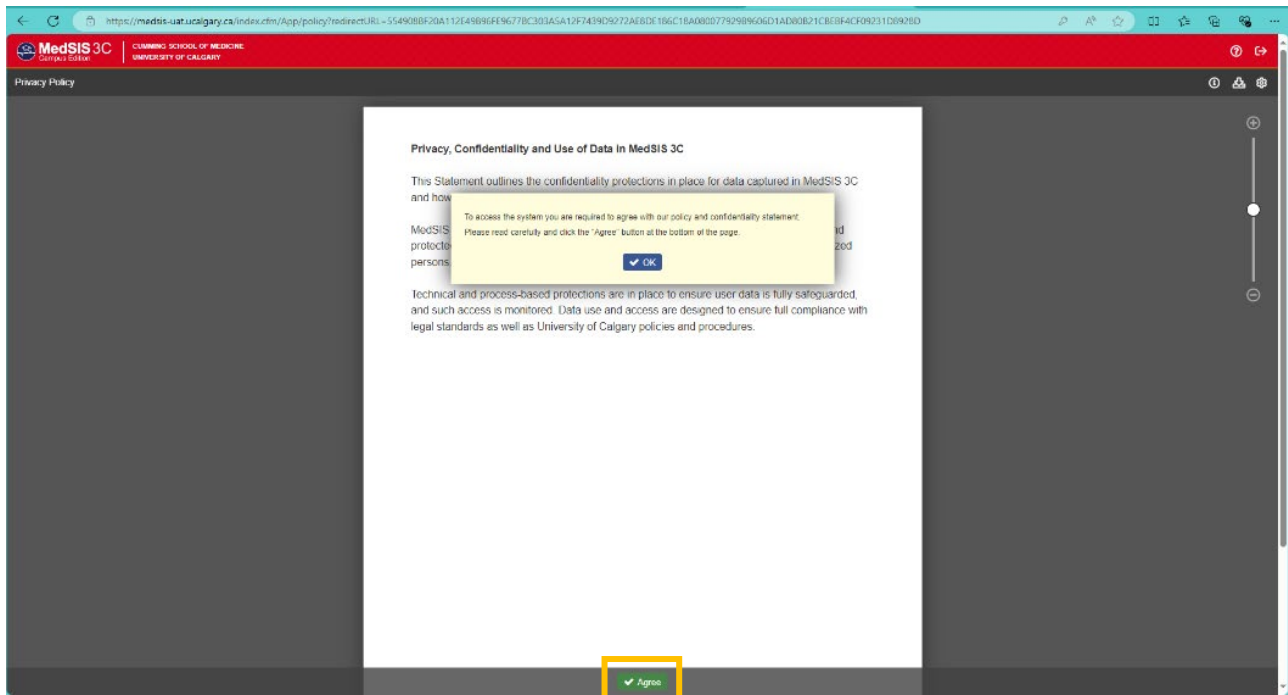 https://medsis-uat.ucalgary.ca/index.cfm/App/policy?redirectURL=
MedSIS 3C
Campus Edition
CUMMING SCHOOL OF MEDICINE
UNIVERSITY OF CALGARY
Privacy Policy
Privacy, Confidentiality and Use of Data in MedSIS 3C
This Statement outlines the confidentiality protections in place for data captured in MedSIS 3C
and how
To access the system you are required to agree with our policy and confidentiality statement.
Please read carefully and click the "Agree" button at the bottom of the page.
OK
MedSIS
persons
Technical and process-based protections are in place to ensure user data is fully safeguarded,
and such access is monitored. Data use and access are designed to ensure full compliance with
legal standards as well as University of Calgary policies and procedures.
Agree